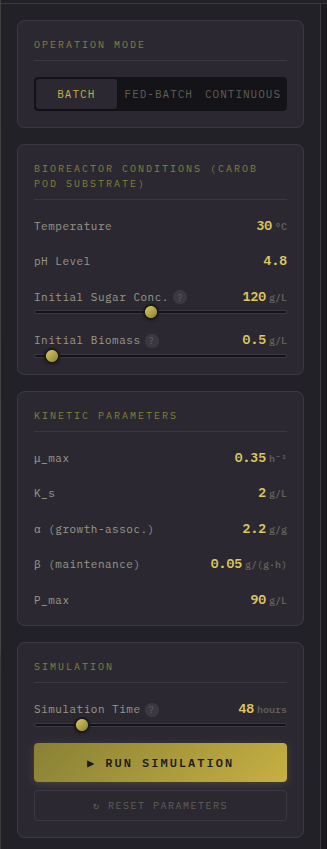 OPERATION MODE
BATCH FED-BATCH CONTINUOUS
BIOREACTOR CONDITIONS (CAROB
POD SUBSTRATE)
Temperature 30 °C
pH Level 4.8
Initial Sugar Conc. ? 120 g/L
Initial Biomass ? 0.5 g/L
KINETIC PARAMETERS
μ_max 0.35 h⁻¹
K_s 2 g/L
α (growth-assoc.) 2.2 g/g
β (maintenance) 0.05 g/(g·h)
P_max 90 g/L
SIMULATION
Simulation Time ? 48 hours
▶ RUN SIMULATION
↻ RESET PARAMETERS